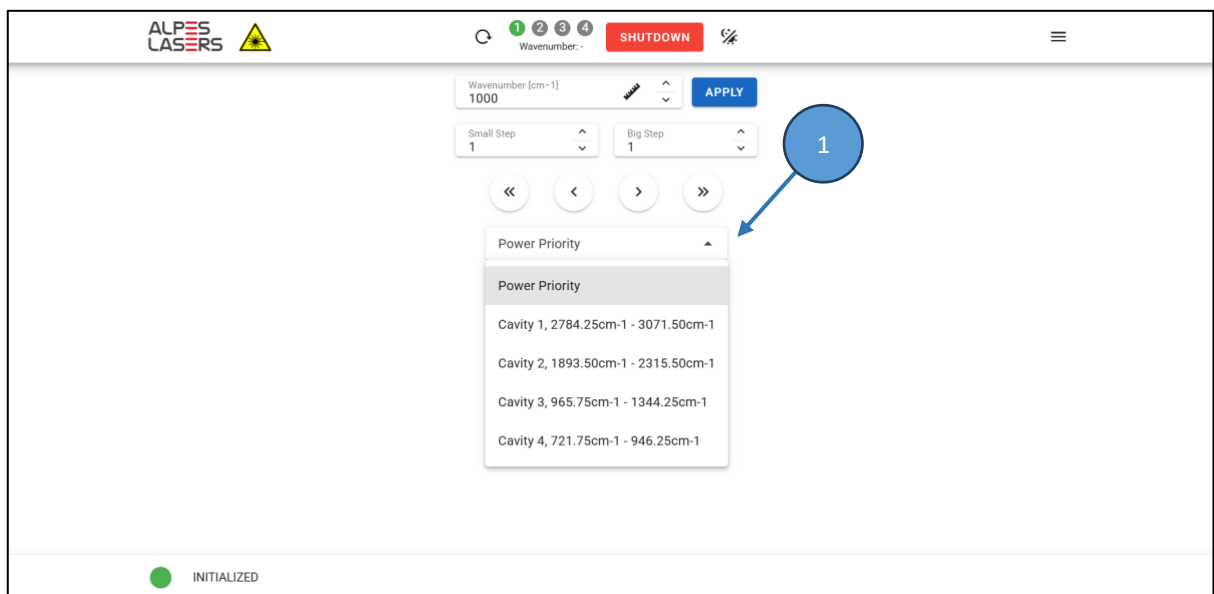 ALPES
LASERS
1 2 3 4
Wavenumber: -
SHUTDOWN
Wavenumber [cm-1]
1000
APPLY
Small Step
1
Big Step
1
1
Power Priority
Power Priority
Cavity 1, 2784.25cm-1 - 3071.50cm-1
Cavity 2, 1893.50cm-1 - 2315.50cm-1
Cavity 3, 965.75cm-1 - 1344.25cm-1
Cavity 4, 721.75cm-1 - 946.25cm-1
INITIALIZED